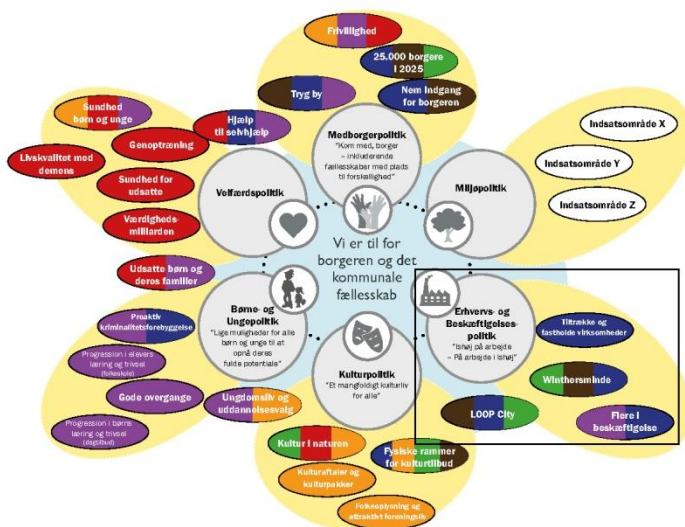 Frivillighed
25.000 borgere
i 2025
Tryg by
Nem indgang
for borgeren
Medborgerpolitik
"Kom med, borger
– inkluderende
fællesskaber med plads
til forskellighed"
Sundhed
børn og unge
Hjælp
til selvhjælp
Genoptræning
Livskvalitet med
demens
Sundhed for
udsatte
Værdigheds-
milliarden
Velfærdspolitik
Miljøpolitik
Indsatsområde X
Indsatsområde Y
Indsatsområde Z
Vi er til for
borgeren og det
kommunale
fællesskab
Udsatte børn og
deres familier
Proaktiv
kriminalitetsforebyggelse
Progression i elevers
læring og trivsel
(folkeskole)
Gode overgange
Progression i børns
læring og trivsel
(dagtilbud)
Ungdomsliv og
uddannelsesvalg
Børne- og
Ungepolitik
"Lige muligheder for alle
børn og unge til at
opnå deres
fulde potentiale"
Kulturpolitik
"Et mangfoldigt kulturliv
for alle"
Kultur i naturen
Fysiske rammer
for kulturtilbud
Kulturaftaler og
kulturpakker
Folkeoplysning og
attraktivt foreningsliv
Erhvervs- og
Beskæftigelses-
politik
"Ishøj på arbejde
– På arbejde i Ishøj"
Tiltrække og
fastholde virksomheder
Winthersminde
LOOP City
Flere i
beskæftigelse